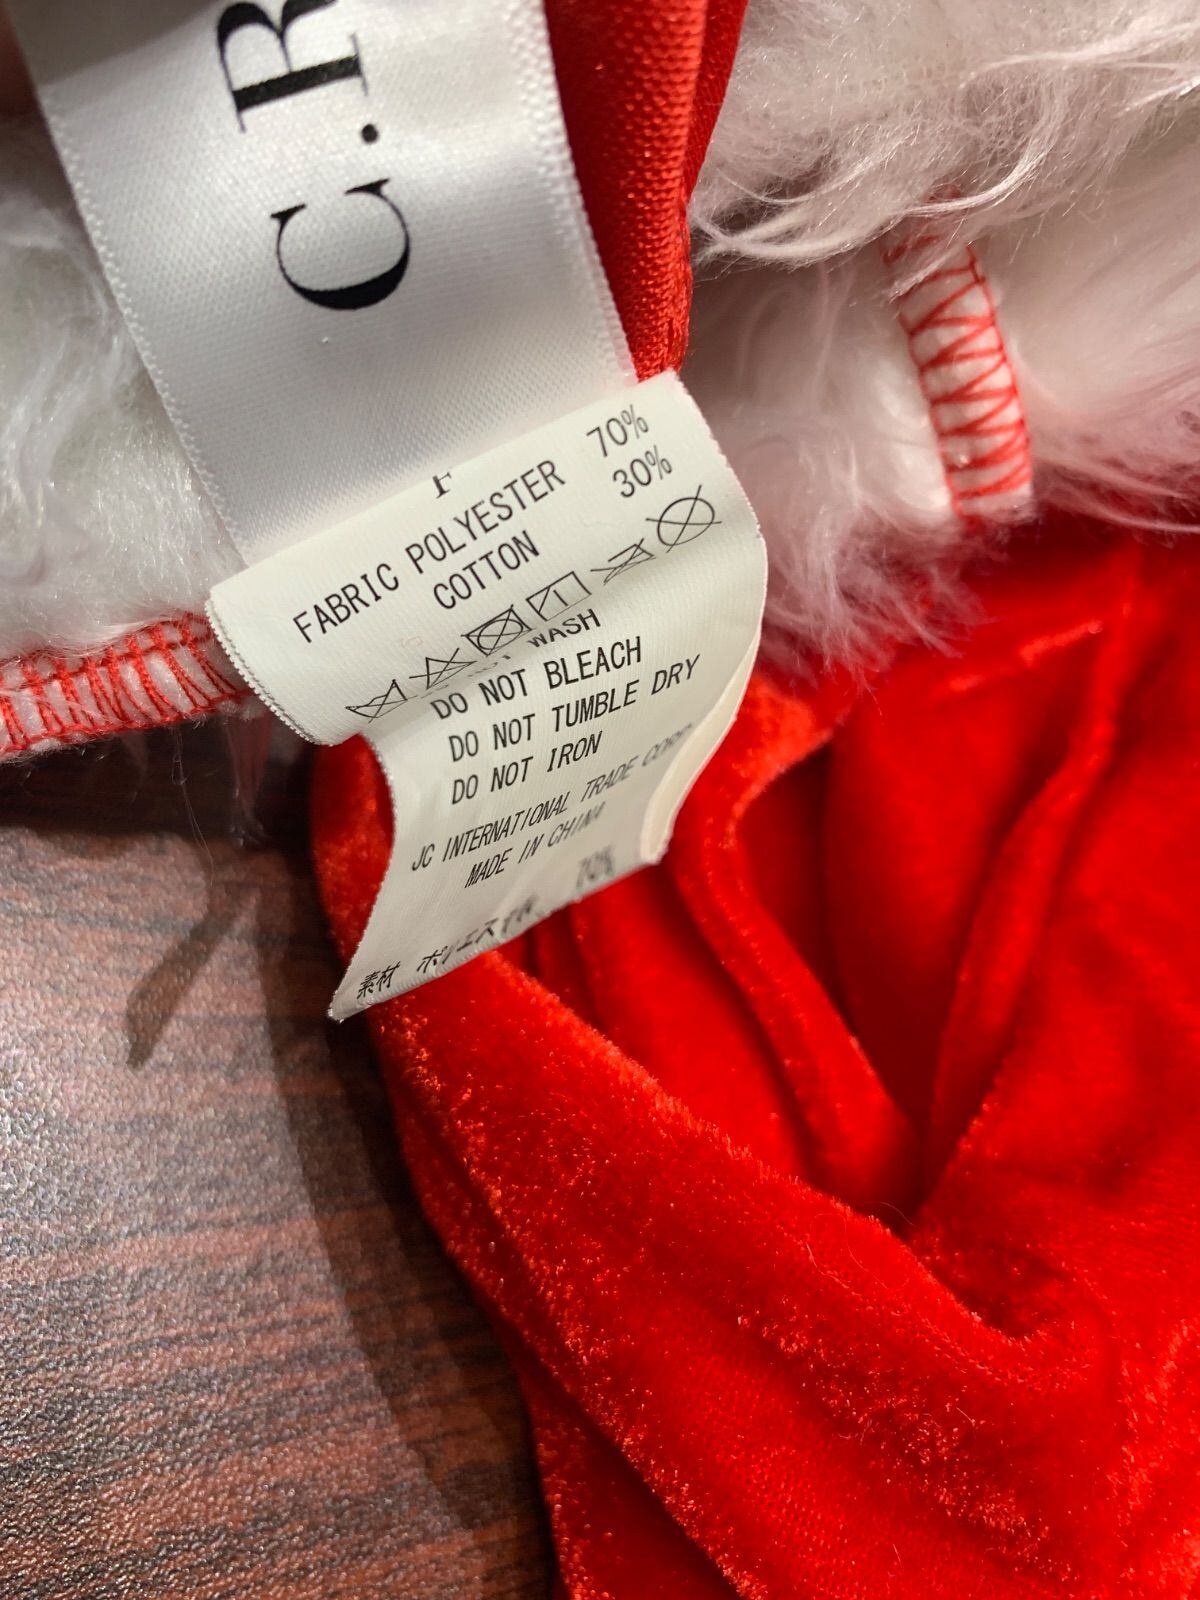 C.R
F
FABRIC POLYESTER 70%
COTTON 30%
WASH
DO NOT BLEACH
DO NOT TUMBLE DRY
DO NOT IRON
JC INTERNATIONAL TRADE CORP
MADE IN CHINA
素材 ポリエステル 70%